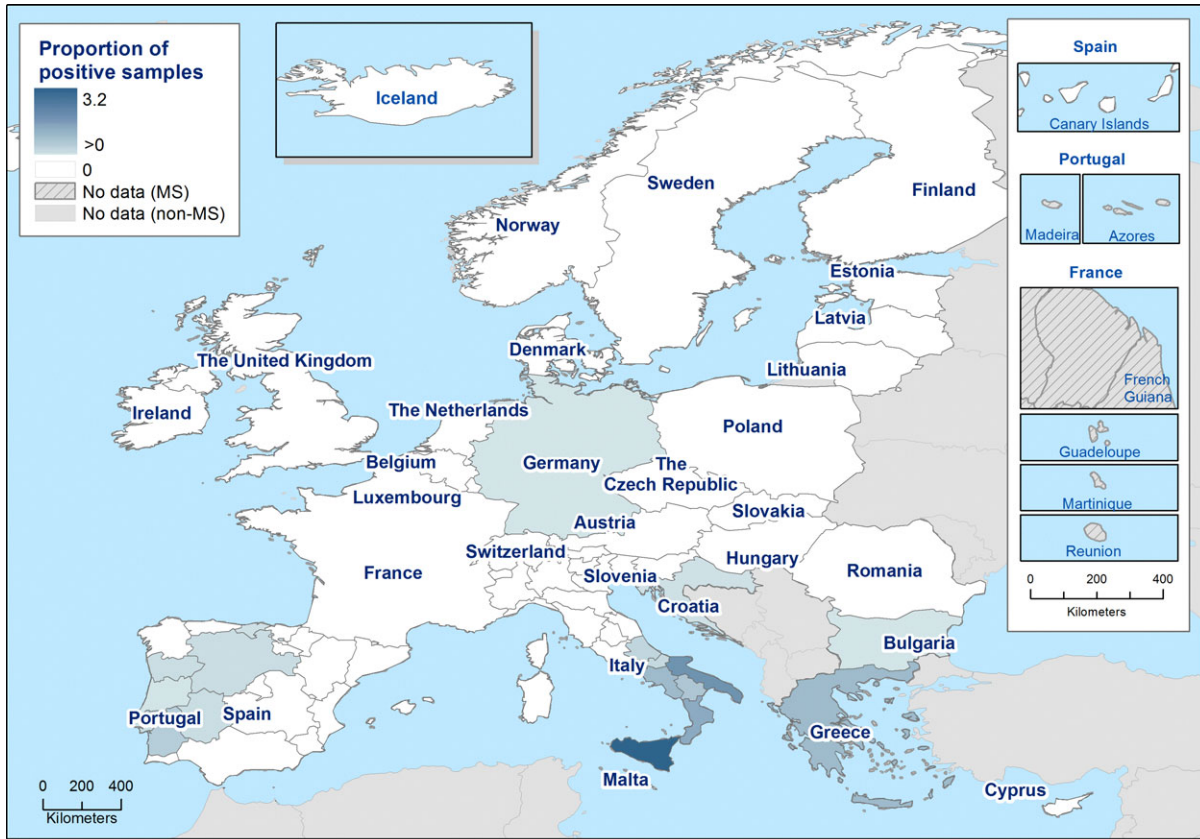 Proportion of
positive samples
3.2
>0
0
No data (MS)
No data (non-MS)
Iceland
Norway
Sweden
Finland
Estonia
Latvia
Lithuania
Denmark
The United Kingdom
Ireland
The Netherlands
Belgium
Luxembourg
Germany
Poland
The
Czech Republic
Slovakia
Austria
Switzerland
France
Slovenia
Hungary
Romania
Croatia
Bulgaria
Italy
Portugal
Spain
Greece
Malta
Cyprus
0 200 400
Kilometers
Spain
Canary Islands
Portugal
Madeira
Azores
France
French
Guiana
Guadeloupe
Martinique
Reunion
0 200 400
Kilometers